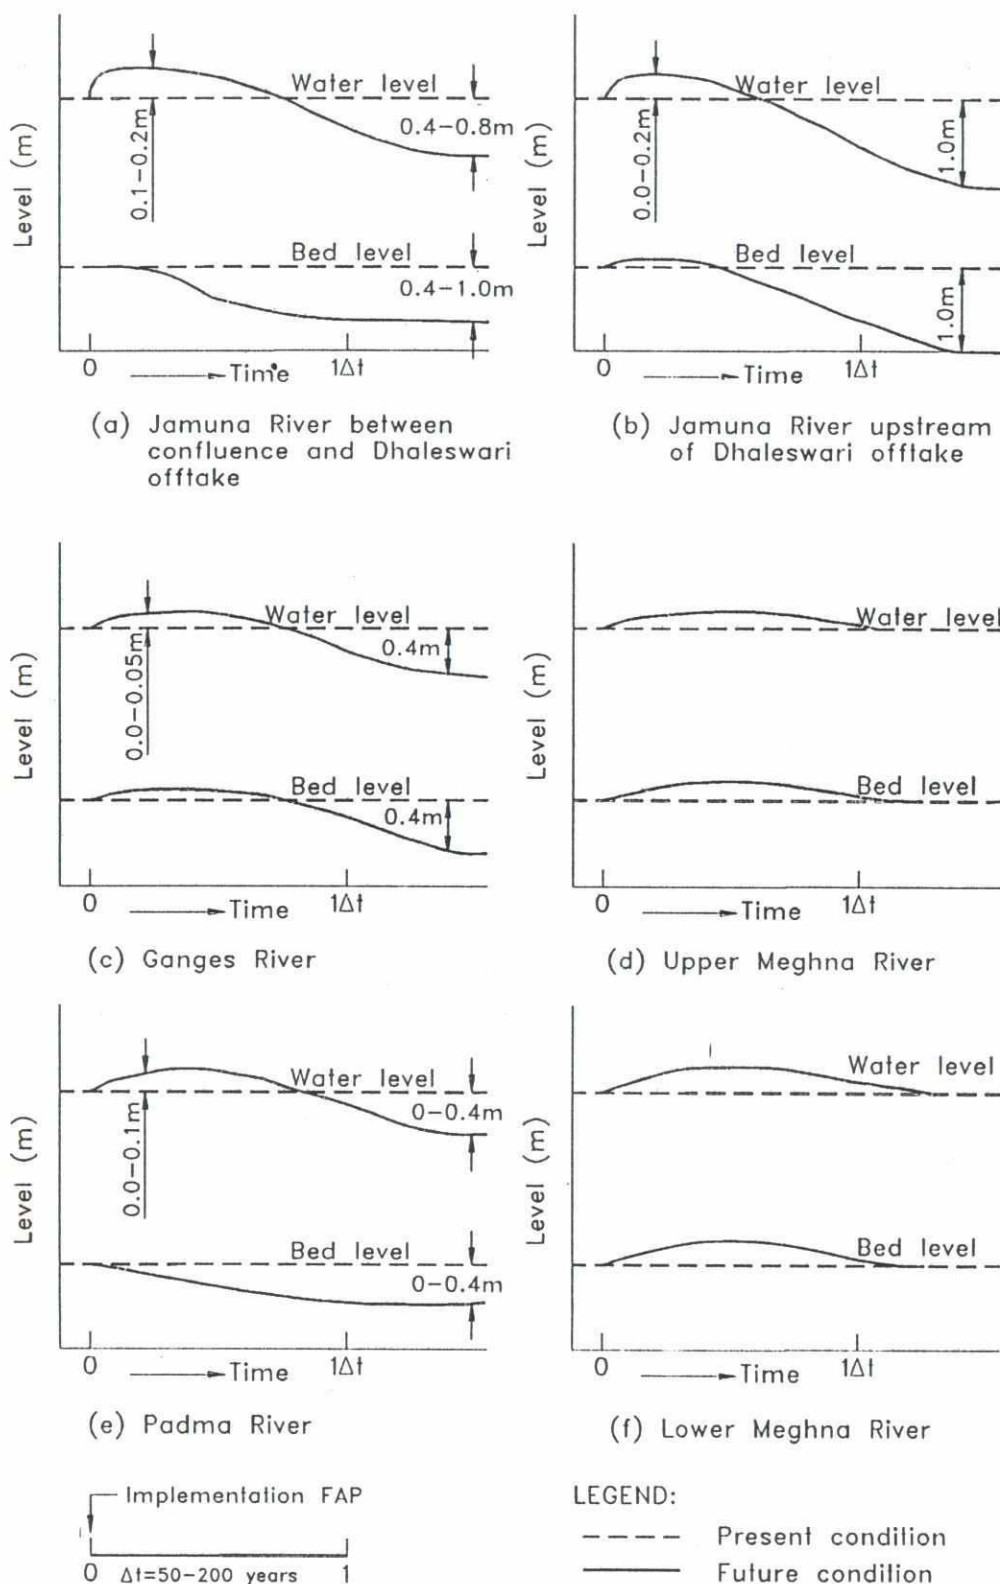 Level (m)
Water level
0.1-0.2m
0.4-0.8m
Bed level
0.4-1.0m
0
Time
1Δt
(a) Jamuna River between
confluence and Dhaleswari
offtake
Level (m)
Water level
0.0-0.2m
1.0m
Bed level
1.0m
0
Time
1Δt
(b) Jamuna River upstream
of Dhaleswari offtake
Level (m)
Water level
0.0-0.05m
0.4m
Bed level
0.4m
0
Time
1Δt
(c) Ganges River
Level (m)
Water level
Bed level
0
Time
1Δt
(d) Upper Meghna River
Level (m)
Water level
0.0-0.1m
0-0.4m
Bed level
0-0.4m
0
Time
1Δt
(e) Padma River
Level (m)
Water level
Bed level
0
Time
1Δt
(f) Lower Meghna River
Implementation FAP
0 Δt=50-200 years 1
LEGEND:
Present condition
Future condition